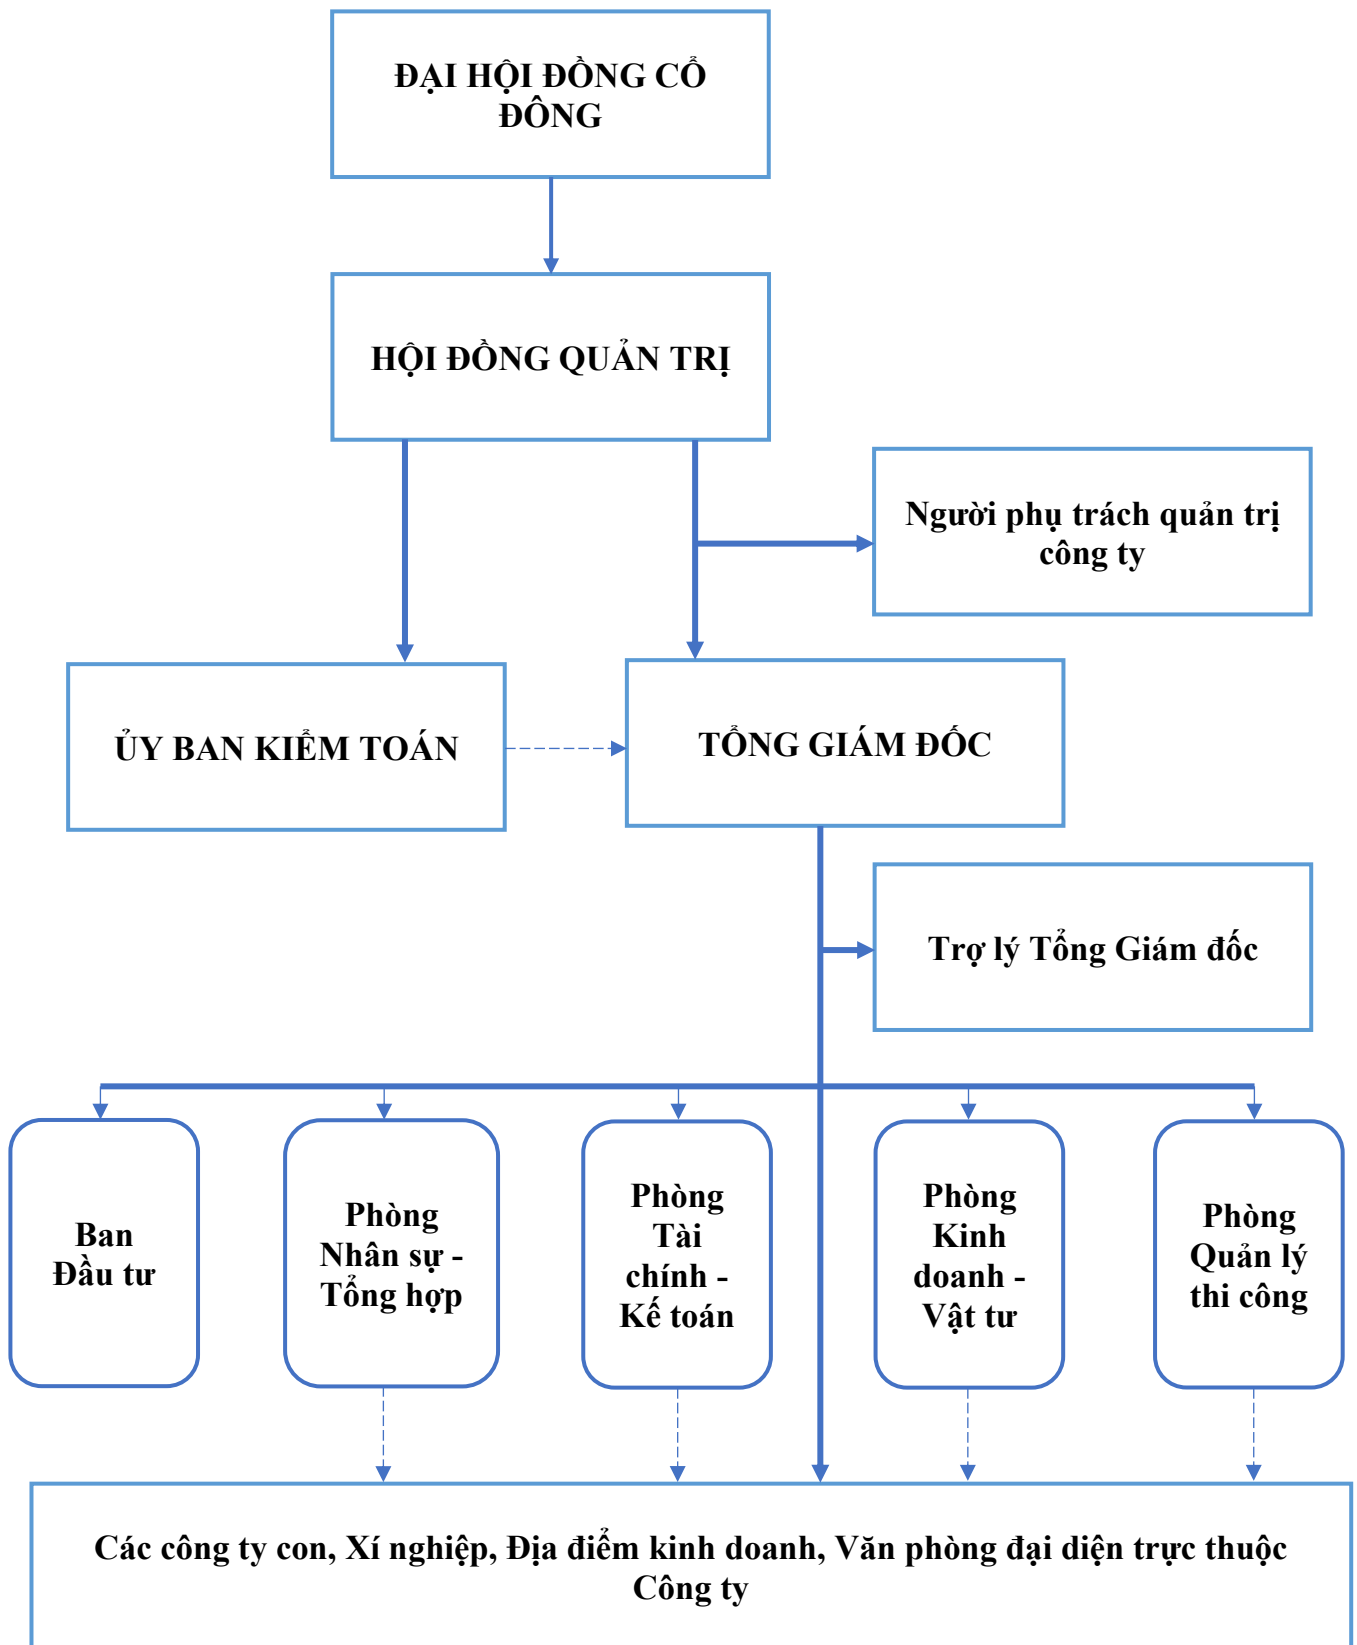 ĐẠI HỘI ĐỒNG CỔ
ĐÔNG
HỘI ĐỒNG QUẢN TRỊ
Người phụ trách quản trị
công ty
ỦY BAN KIỂM TOÁN
TỔNG GIÁM ĐỐC
Trợ lý Tổng Giám đốc
Ban
Đầu tư
Phòng
Nhân sự -
Tổng hợp
Phòng
Tài
chính -
Kế toán
Phòng
Kinh
doanh -
Vật tư
Phòng
Quản lý
thi công
Các công ty con, Xí nghiệp, Địa điểm kinh doanh, Văn phòng đại diện trực thuộc
Công ty